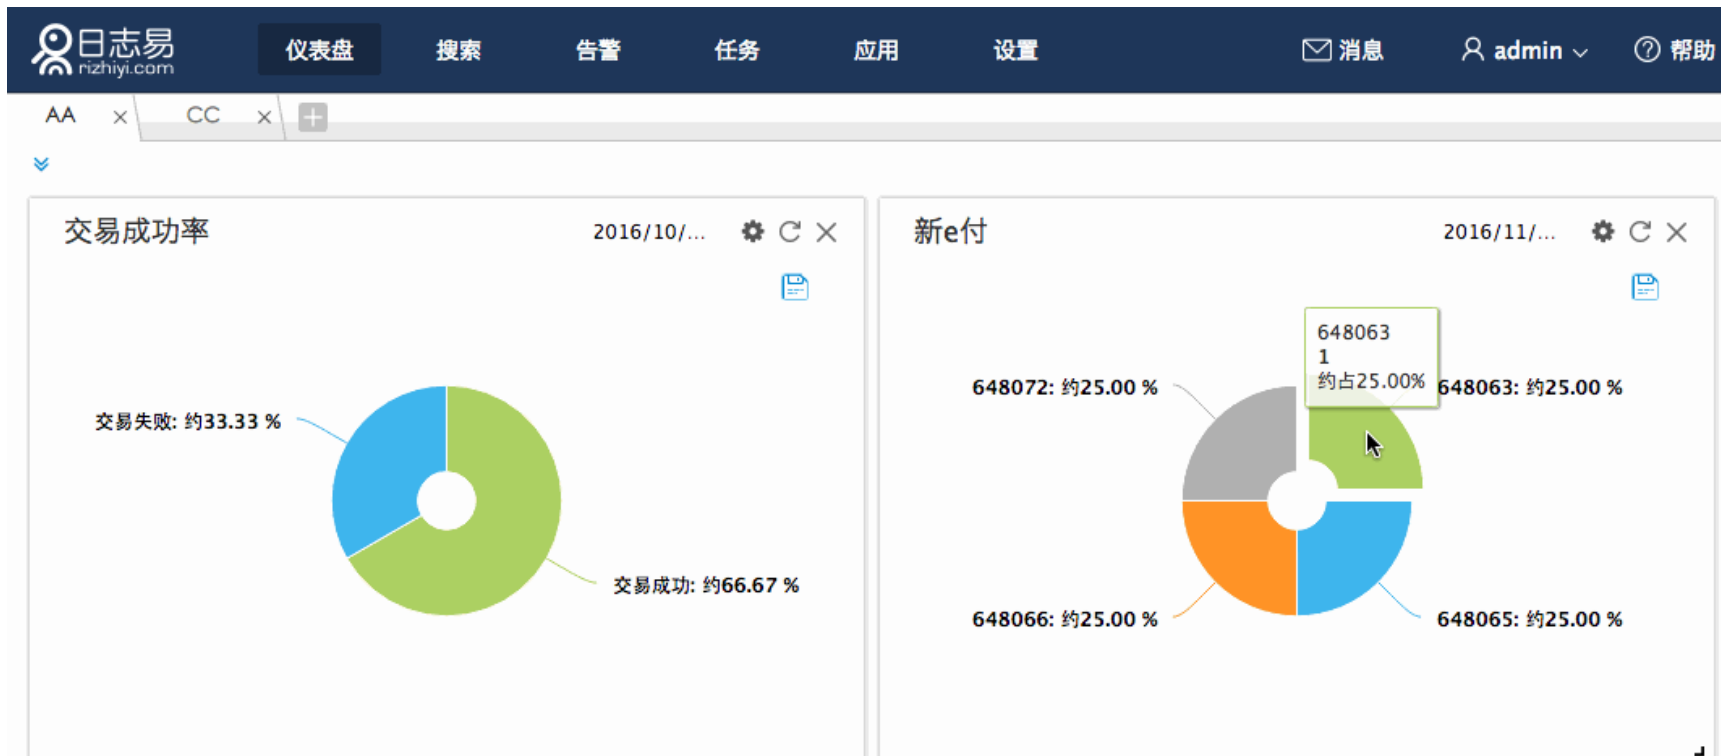 日志易
rizhiyi.com
仪表盘
搜索
告警
任务
应用
设置
消息
admin
帮助
AA
CC
交易成功率
2016/10/...
交易失败: 约33.33 %
交易成功: 约66.67 %
新e付
2016/11/...
648063
1
约占25.00%
648072: 约25.00 %
648063: 约25.00 %
648066: 约25.00 %
648065: 约25.00 %